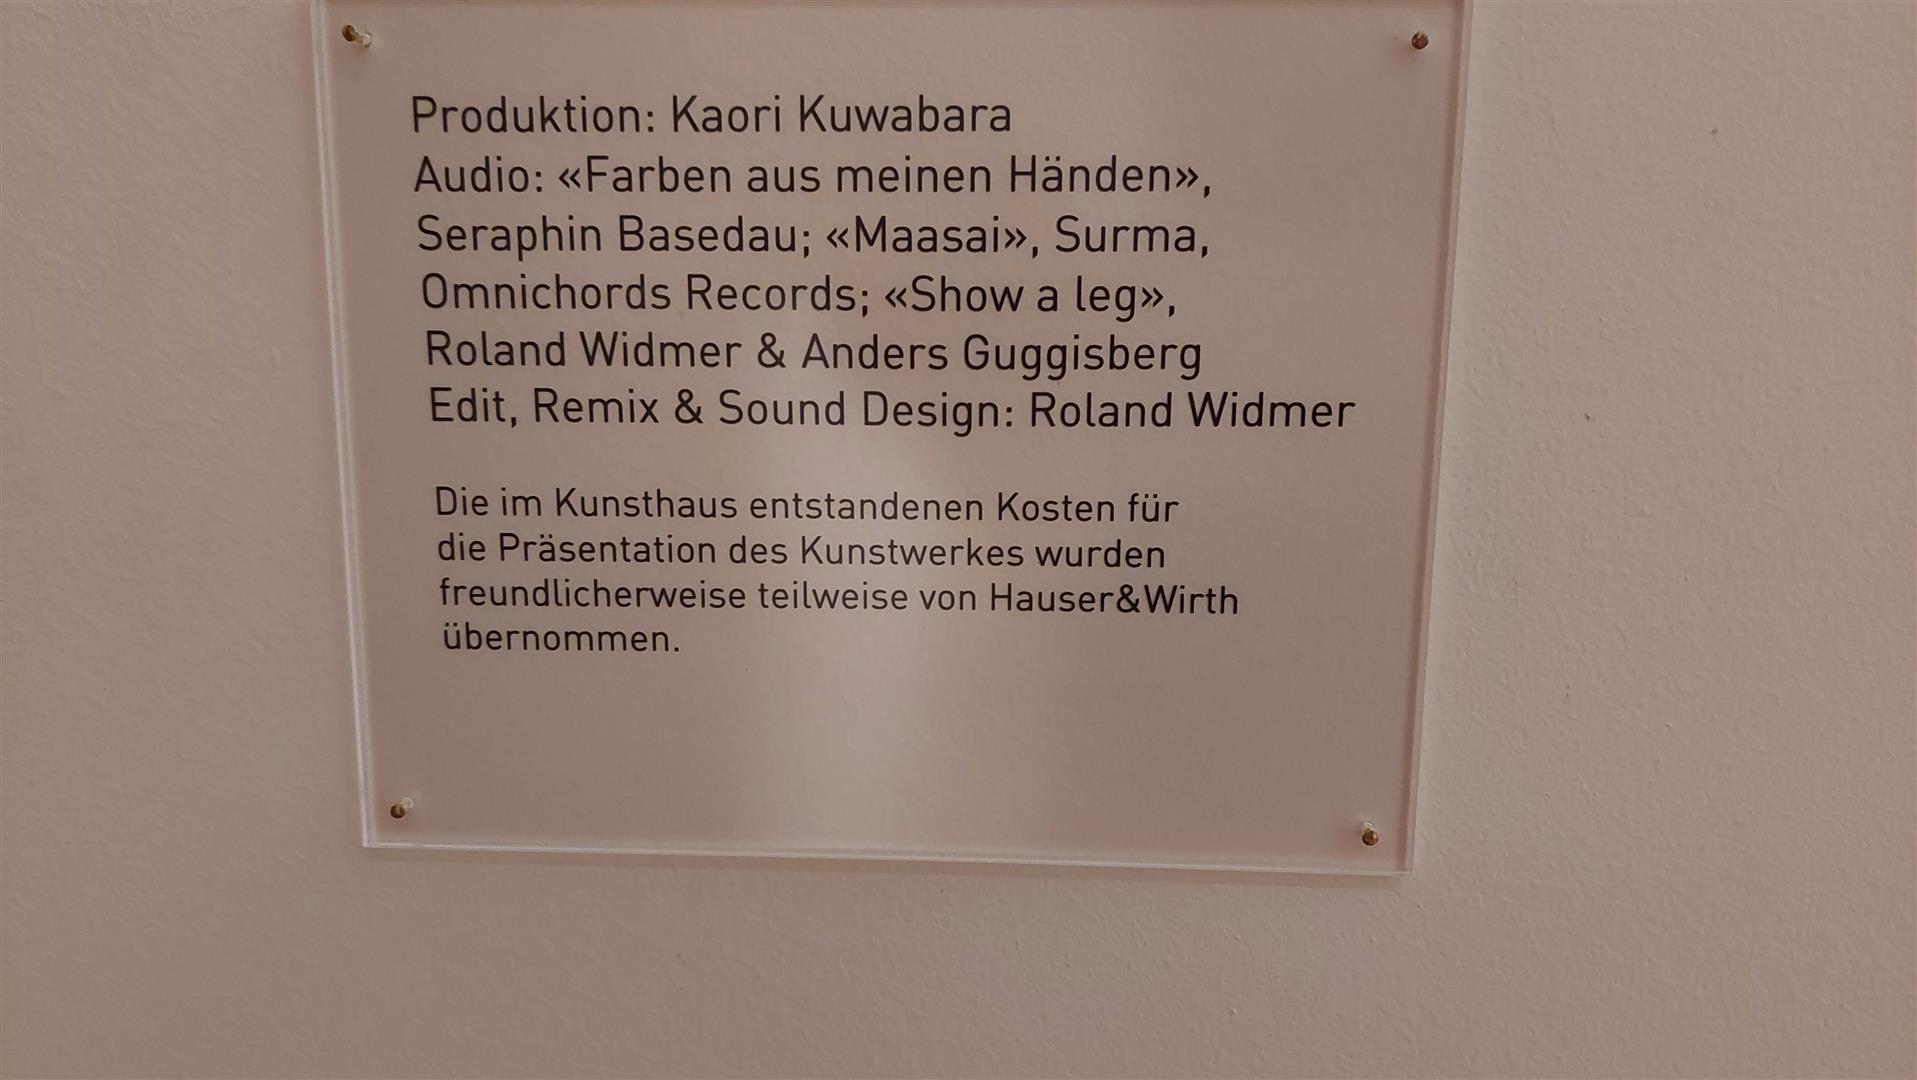 Produktion: Kaori Kuwabara
Audio: «Farben aus meinen Händen»,
Seraphin Basedau; «Maasai», Surma,
Omnichords Records; «Show a leg»,
Roland Widmer & Anders Guggisberg
Edit, Remix & Sound Design: Roland Widmer
Die im Kunsthaus entstandenen Kosten für
die Präsentation des Kunstwerkes wurden
freundlicherweise teilweise von Hauser&Wirth
übernommen.